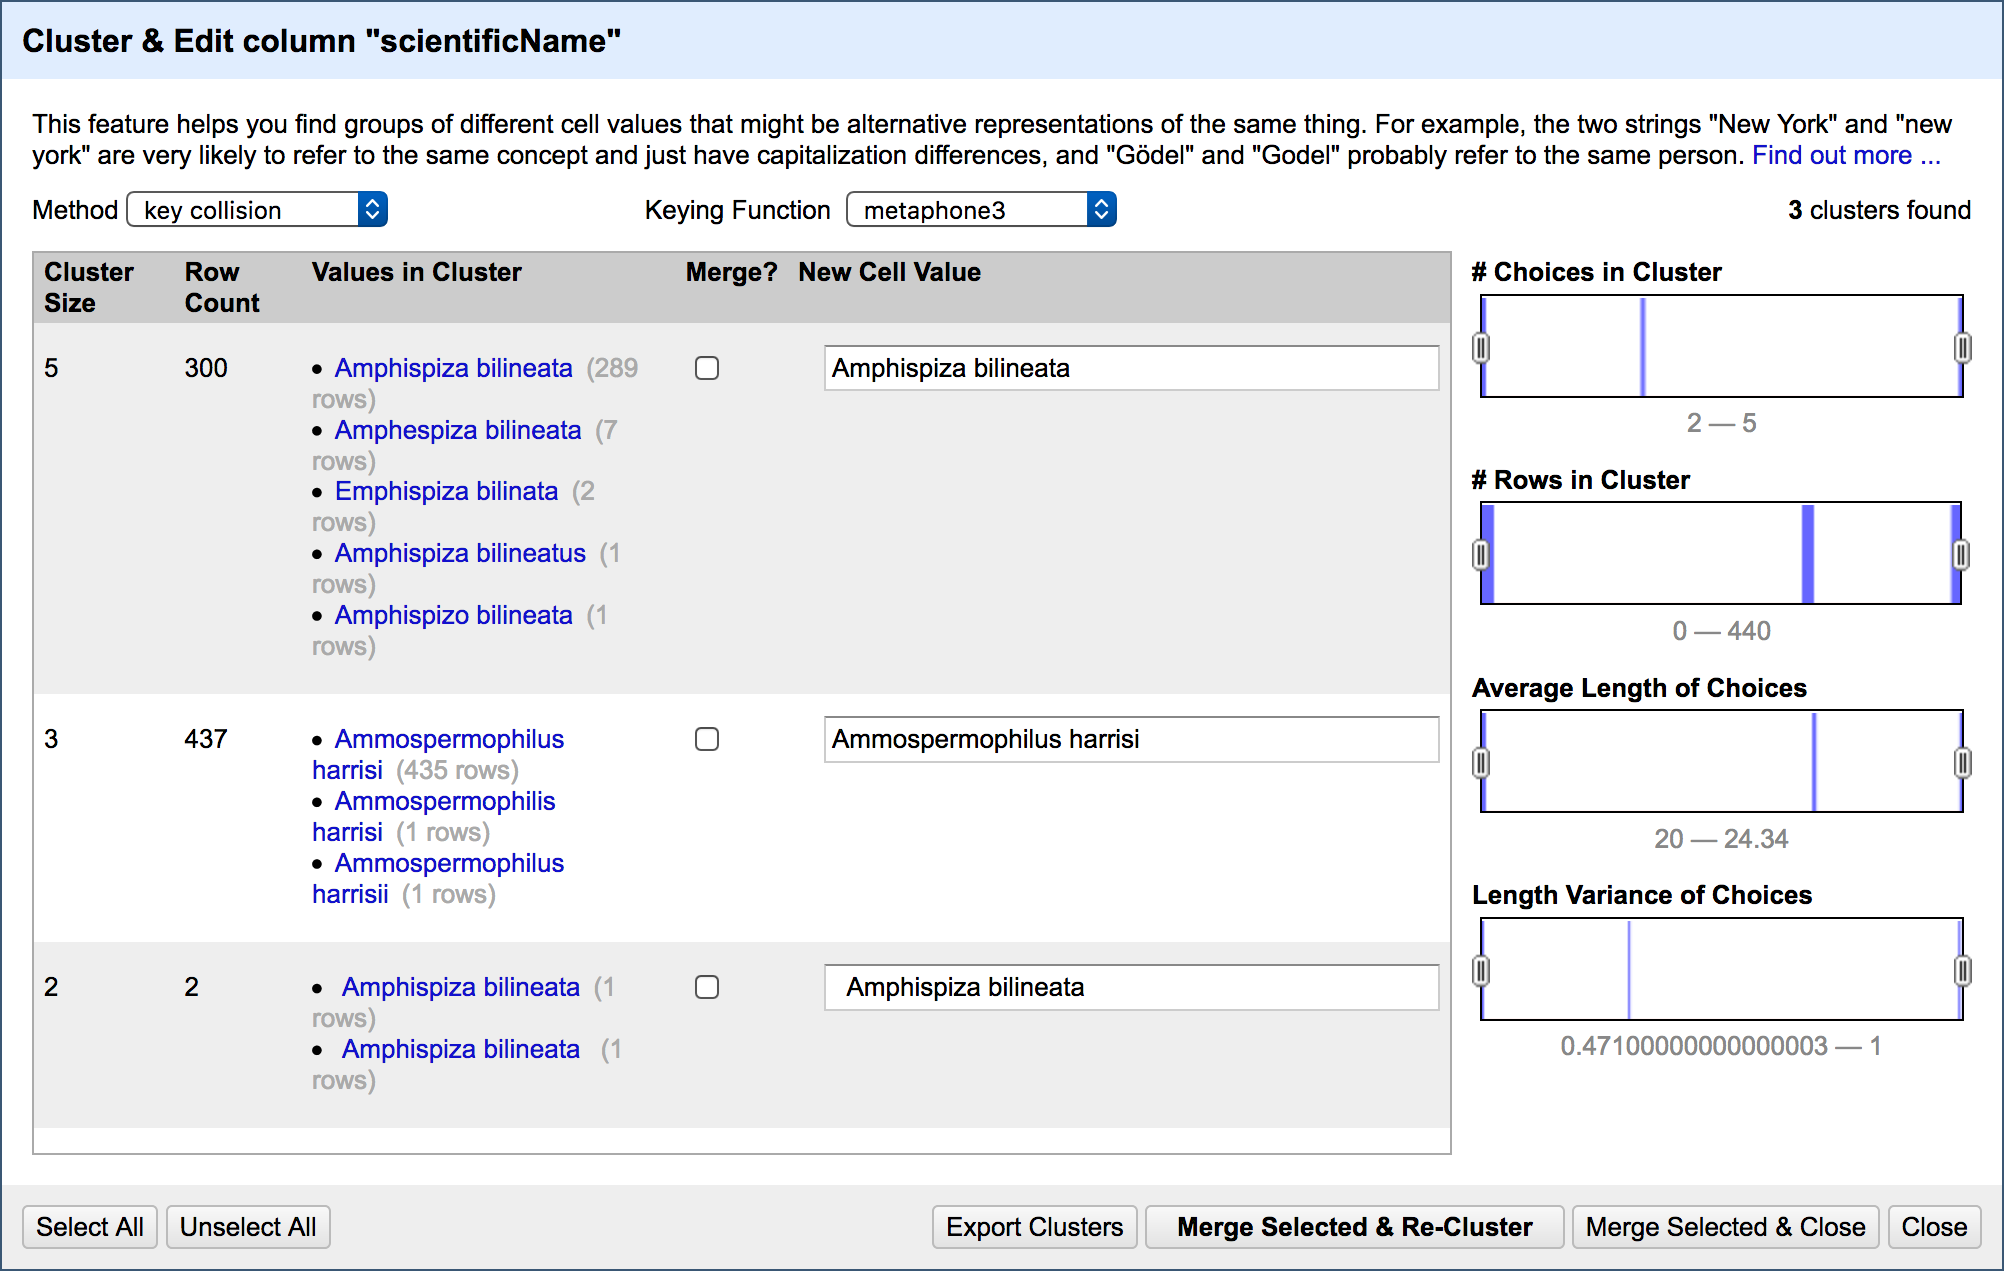 Cluster & Edit column "scientificName"
This feature helps you find groups of different cell values that might be alternative representations of the same thing. For example, the two strings "New York" and "new
york" are very likely to refer to the same concept and just have capitalization differences, and "Gödel" and "Godel" probably refer to the same person. Find out more ...
Method key collision Keying Function metaphone3 3 clusters found
Cluster Size Row Count Values in Cluster Merge? New Cell Value
5 300 • Amphispiza bilineata (289 Amphispiza bilineata
rows)
• Amphespiza bilineata (7
rows)
• Emphispiza bilinata (2
rows)
• Amphispiza bilineatus (1
rows)
• Amphispizo bilineata (1
rows)
3 437 • Ammospermophilus Ammospermophilus harrisi
harrisi (435 rows)
• Ammospermophilis
harrisi (1 rows)
• Ammospermophilus
harrisii (1 rows)
2 2 • Amphispiza bilineata (1 Amphispiza bilineata
rows)
• Amphispiza bilineata (1
rows)
# Choices in Cluster
2 — 5
# Rows in Cluster
0 — 440
Average Length of Choices
20 — 24.34
Length Variance of Choices
0.47100000000000003 — 1
Select All Unselect All Export Clusters Merge Selected & Re-Cluster Merge Selected & Close Close